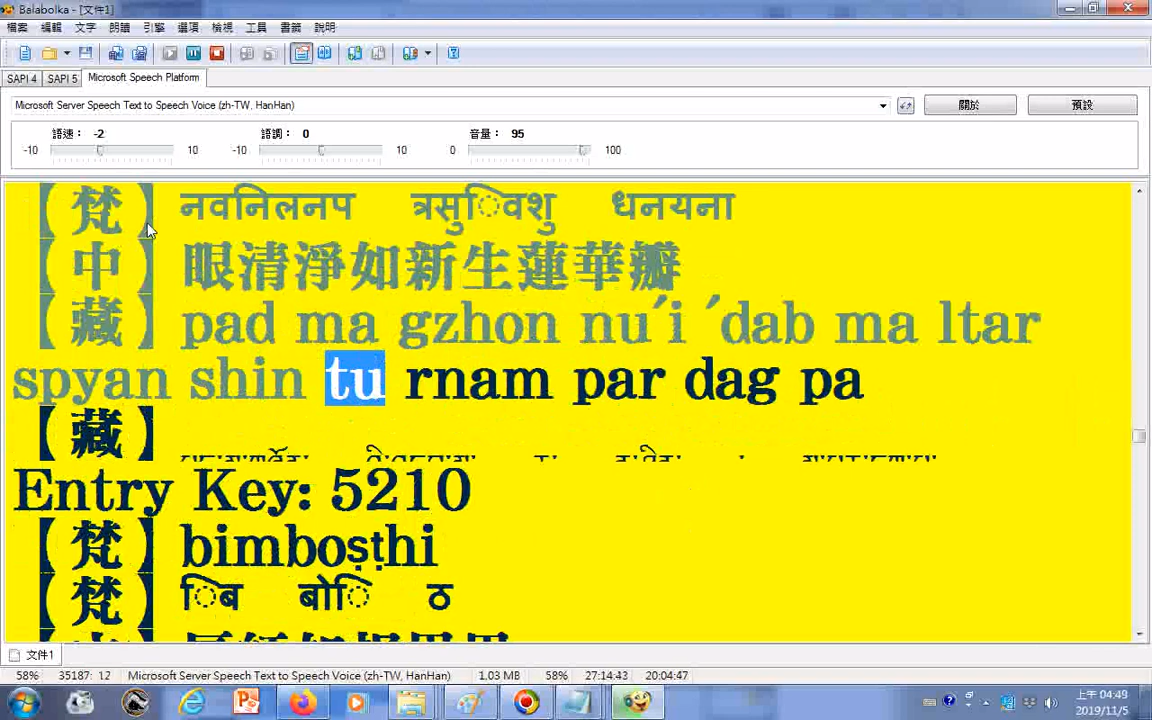 Balabolka - [文件1]
檔案 編輯 文字 朗讀 引擎 選項 檢視 工具 書籤 說明
SAPI 4 SAPI 5 Microsoft Speech Platform
Microsoft Server Speech Text to Speech Voice (zh-TW, HanHan) 關於 預設
語速： -2 語調： 0 音量： 95
-10 10 -10 10 0 100
【梵】 नवनिलनप त्रसुिवशु धनयना
【中】 眼清淨如新生蓮華瓣
【藏】 pad ma gzhon nu´i ´dab ma ltar
spyan shin tu rnam par dag pa
【藏】
Entry Key: 5210
【梵】 bimboṣṭhi
【梵】 िब बोि ठ
文件1
58% 35187: 12 Microsoft Server Speech Text to Speech Voice (zh-TW, HanHan) 1,03 MB 58% 27:14:43 20:04:47
上午 04:49
2019/11/5